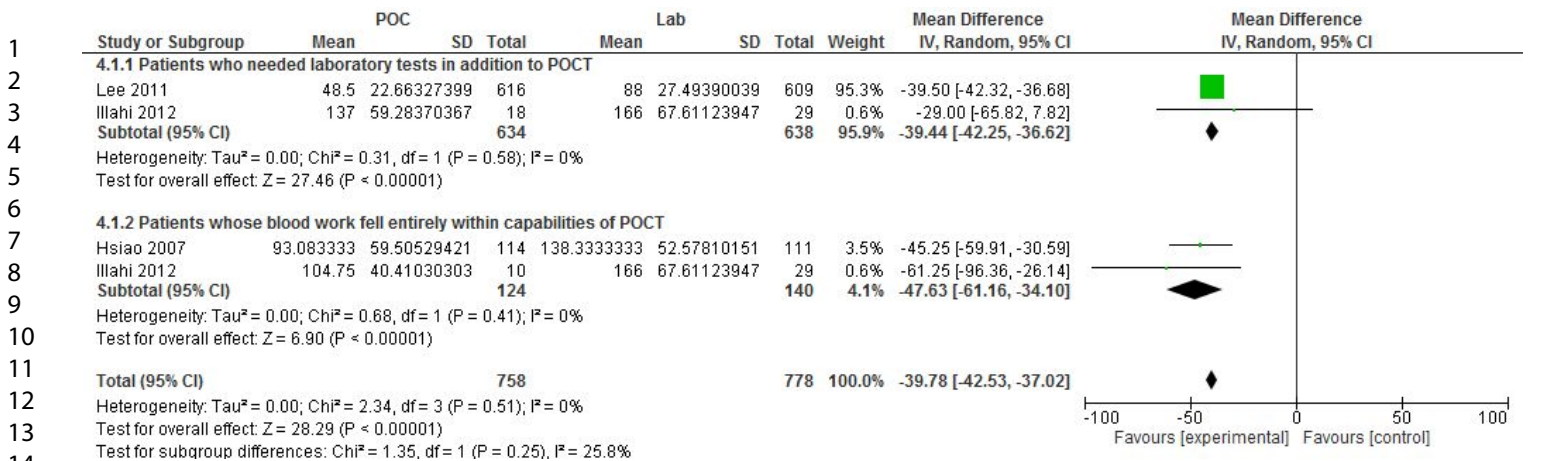 POC Lab Mean Difference Mean Difference
1 Study or Subgroup Mean SD Total Mean SD Total Weight IV, Random, 95% CI IV, Random, 95% CI
4.1.1 Patients who needed laboratory tests in addition to POCT
2 Lee 2011 48.5 22.66327399 616 88 27.49390039 609 95.3% -39.50 [-42.32, -36.68]
3 Illahi 2012 137 59.28370367 18 166 67.61123947 29 0.6% -29.00 [-65.82, 7.82]
Subtotal (95% CI) 634 638 95.9% -39.44 [-42.25, -36.62]
4
Heterogeneity: Tau² = 0.00; Chi² = 0.31, df = 1 (P = 0.58); I² = 0%
5 Test for overall effect: Z = 27.46 (P < 0.00001)
6
4.1.2 Patients whose blood work fell entirely within capabilities of POCT
7 Hsiao 2007 93.083333 59.50529421 114 138.3333333 52.57810151 111 3.5% -45.25 [-59.91, -30.59]
8 Illahi 2012 104.75 40.41030303 10 166 67.61123947 29 0.6% -61.25 [-96.36, -26.14]
Subtotal (95% CI) 124 140 4.1% -47.63 [-61.16, -34.10]
9 Heterogeneity: Tau² = 0.00; Chi² = 0.68, df = 1 (P = 0.41); I² = 0%
10 Test for overall effect: Z = 6.90 (P < 0.00001)
11
Total (95% CI) 758 778 100.0% -39.78 [-42.53, -37.02]
12 Heterogeneity: Tau² = 0.00; Chi² = 2.34, df = 3 (P = 0.51); I² = 0%
-100 -50 0 50 100
13 Test for overall effect: Z = 28.29 (P < 0.00001)
Favours [experimental] Favours [control]
14 Test for subgroup differences: Chi² = 1.35, df = 1 (P = 0.25), I² = 25.8%